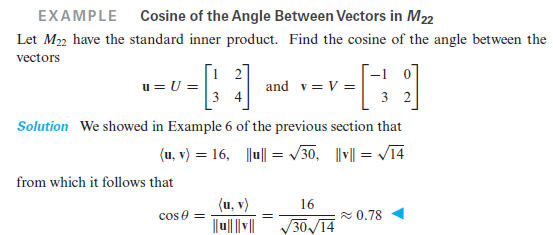 EXAMPLE Cosine of the Angle Between Vectors in M₂₂
Let M₂₂ have the standard inner product. Find the cosine of the angle between the
vectors
u = U = [1 2; 3 4] and v = V = [−1 0; 3 2]
Solution We showed in Example 6 of the previous section that
⟨u, v⟩ = 16, ‖u‖ = √30, ‖v‖ = √14
from which it follows that
cos θ = ⟨u, v⟩ / ‖u‖‖v‖ = 16 / √30√14 ≈ 0.78 ◀